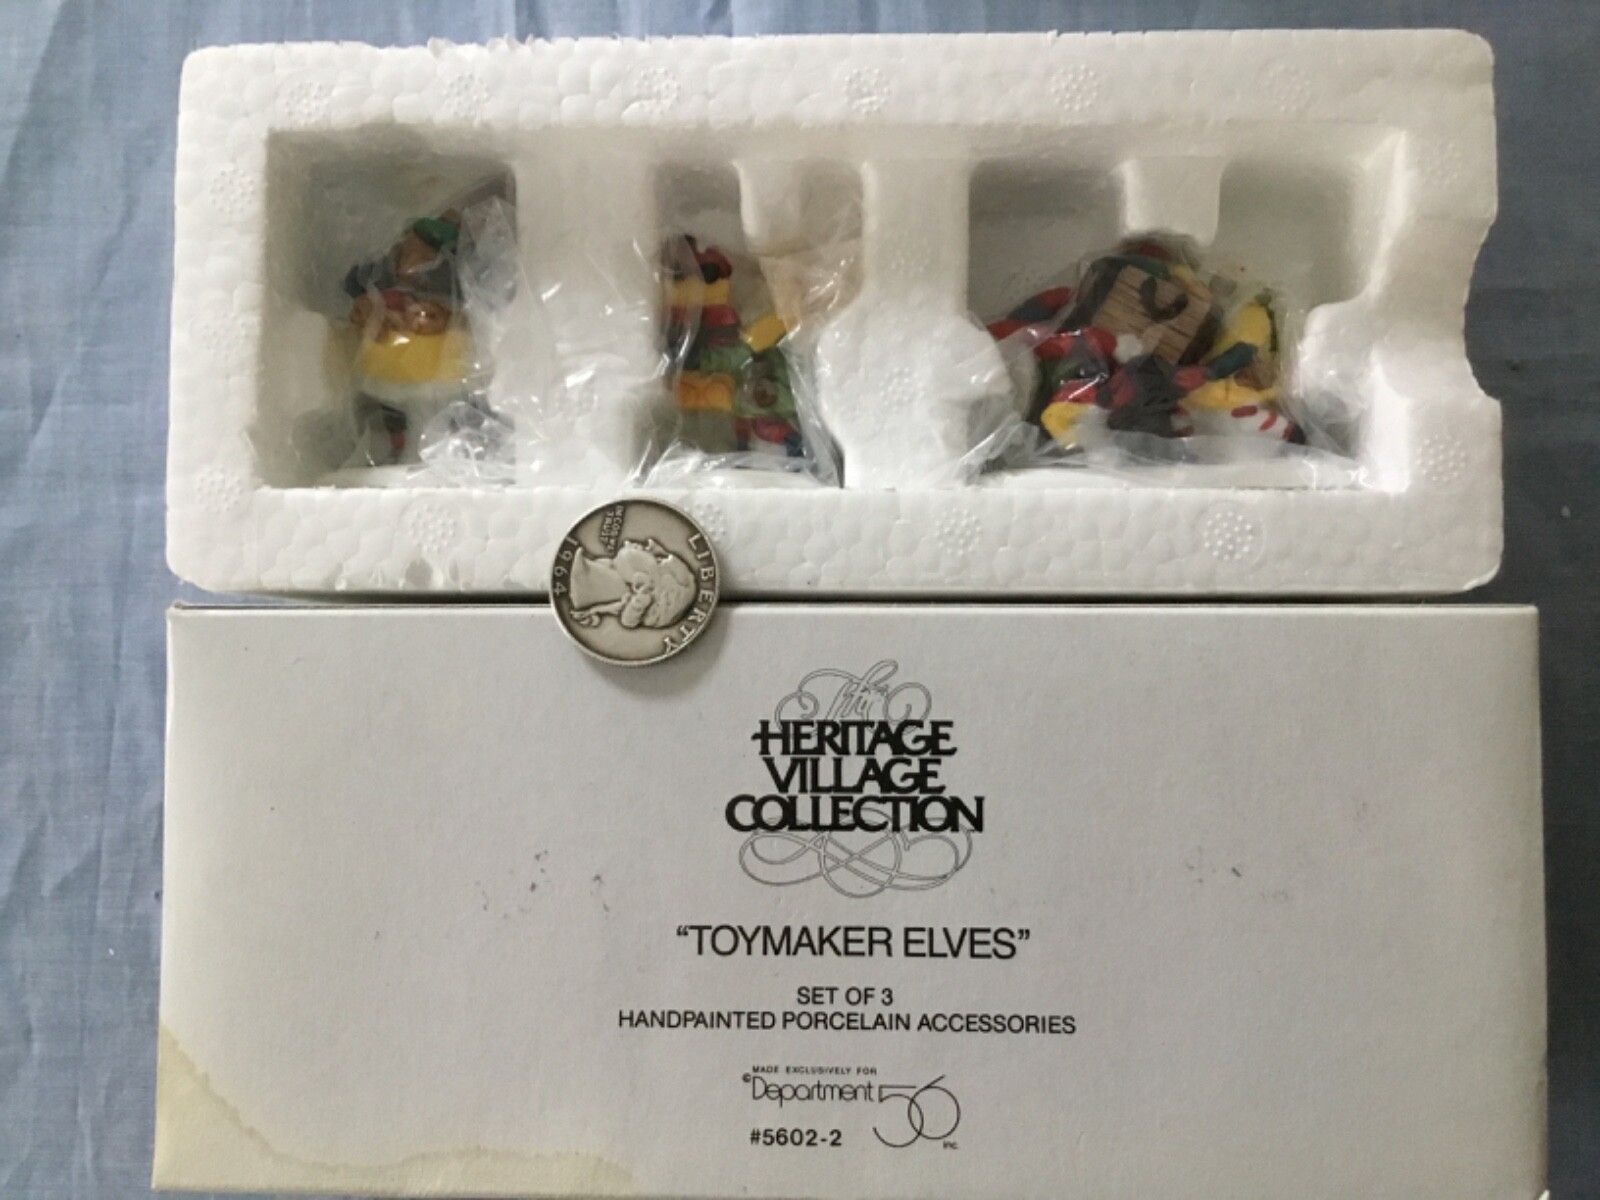 LIBERTY
IN GOD WE
TRUST
1964
The
HERITAGE
VILLAGE
COLLECTION
“TOYMAKER ELVES”
SET OF 3
HANDPAINTED PORCELAIN ACCESSORIES
MADE EXCLUSIVELY FOR
©Department 56 inc.
#5602-2